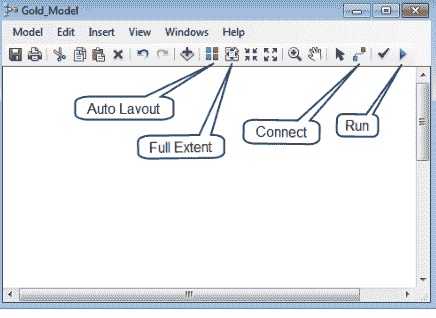 Gold_Model
Model Edit Insert View Windows Help
Auto Layout
Full Extent
Connect
Run